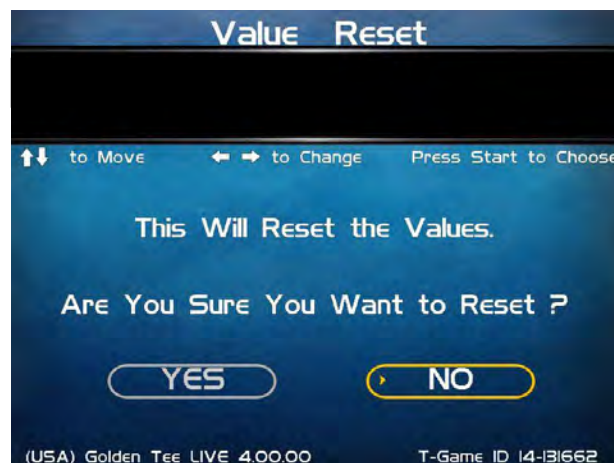 Value Reset
↑↓ to Move ← → to Change Press Start to Choose
This Will Reset the Values.
Are You Sure You Want to Reset ?
YES › NO
(USA) Golden Tee LIVE 4.00.00 T-Game ID 14-131662